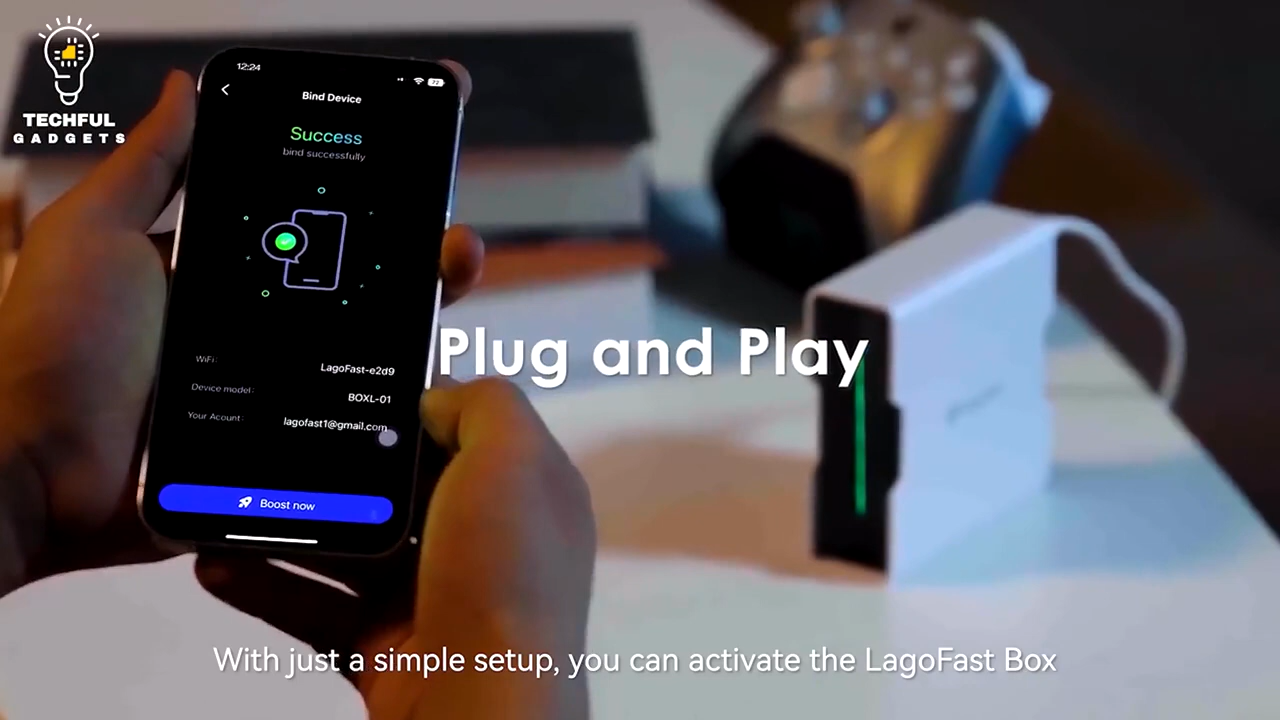 TECHFUL
GADGETS
12:24
72
Bind Device
Success
bind successfully
WiFi:
LagoFast-e2d9
Device model:
BOXL-01
Your Acount:
lagofast1@gmail.com
Boost now
Plug and Play
With just a simple setup, you can activate the LagoFast Box